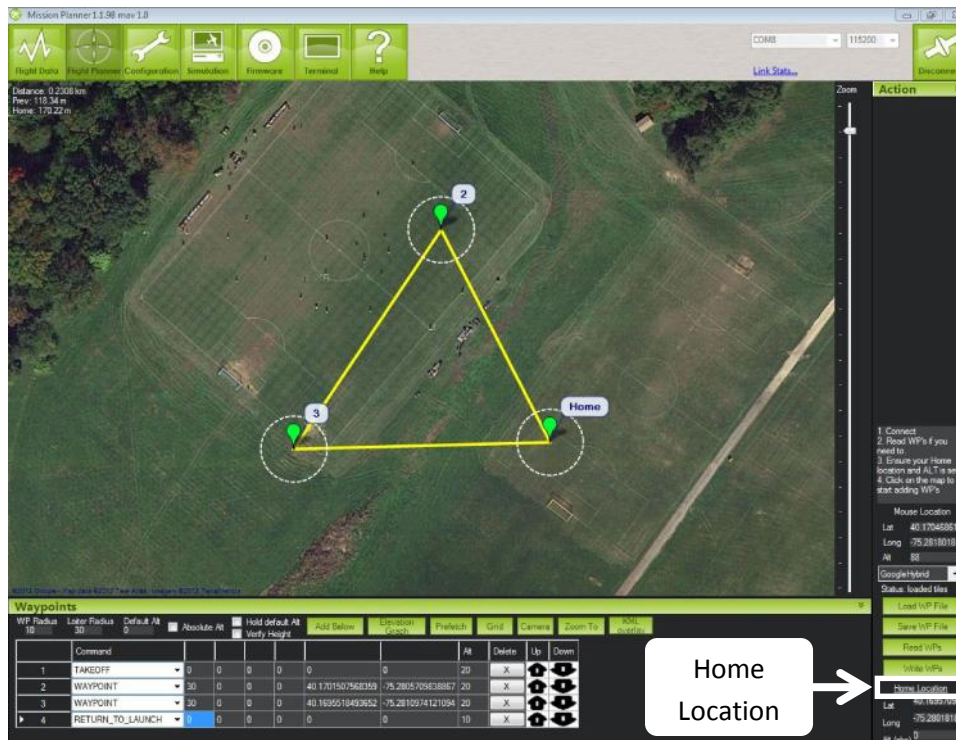 Mission Planner 1.1.98 mav 1.0
Flight Data Flight Planner Configuration Simulation Firmware Terminal Help
COM8 115200
Link Stats...
Disconne
Distance: 0.2308 km
Prev: 118.34 m
Home: 170.22 m
Zoom
Action
2
3
Home
1. Connect
2. Read WP's if you
need to.
3. Ensure your Home
location and ALT is se
4. Click on the map to
start adding WP's
Mouse Location
Lat 40.17046861
Long -75.2818018
Alt 88
GoogleHybrid
Status: loaded tiles
Load WP File
Save WP File
Read WPs
Write WPs
Home Location
Lat
Long -75.2801818
Waypoints
WP Radius Loiter Radius Default Alt Absolute Alt Hold default Alt
10 30 0 Verify Height
Add Below Elevation Graph Prefetch Grid Camera Zoom To KML
Command Alt Delete Up Down
1 TAKEOFF 0 0 0 0 0 0 20 X
2 WAYPOINT 30 0 0 0 40.1701507568359 -75.2805709838867 20 X
3 WAYPOINT 30 0 0 0 40.1695518493652 -75.2810974121094 20 X
4 RETURN_TO_LAUNCH 0 0 0 0 0 0 10 X
Home
Location